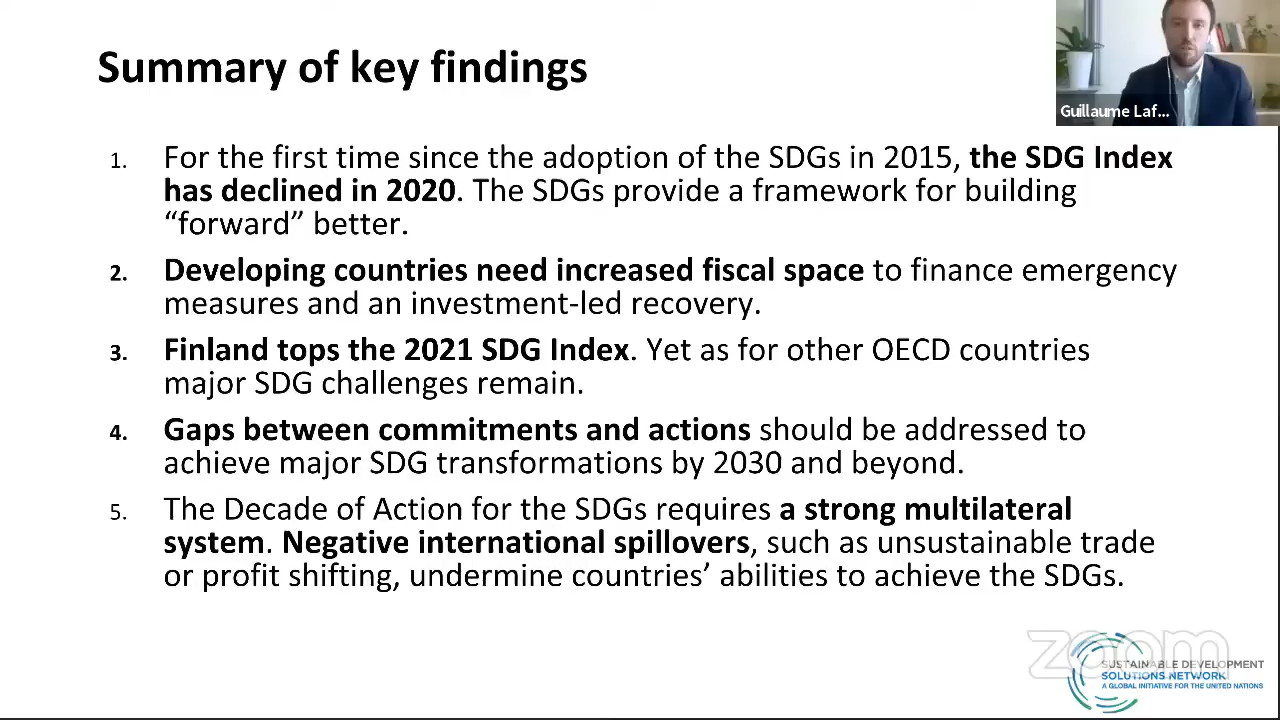 Summary of key findings
Guillaume Laf...
1. For the first time since the adoption of the SDGs in 2015, the SDG Index
has declined in 2020. The SDGs provide a framework for building
“forward” better.
2. Developing countries need increased fiscal space to finance emergency
measures and an investment-led recovery.
3. Finland tops the 2021 SDG Index. Yet as for other OECD countries
major SDG challenges remain.
4. Gaps between commitments and actions should be addressed to
achieve major SDG transformations by 2030 and beyond.
5. The Decade of Action for the SDGs requires a strong multilateral
system. Negative international spillovers, such as unsustainable trade
or profit shifting, undermine countries’ abilities to achieve the SDGs.
zoom
SUSTAINABLE DEVELOPMENT
SOLUTIONS NETWORK
A GLOBAL INITIATIVE FOR THE UNITED NATIONS